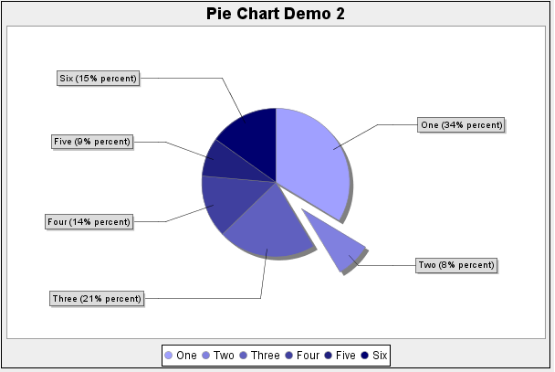 Pie Chart Demo 2
Six (15% percent)
One (34% percent)
Five (9% percent)
Four (14% percent)
Two (8% percent)
Three (21% percent)
One Two Three Four Five Six